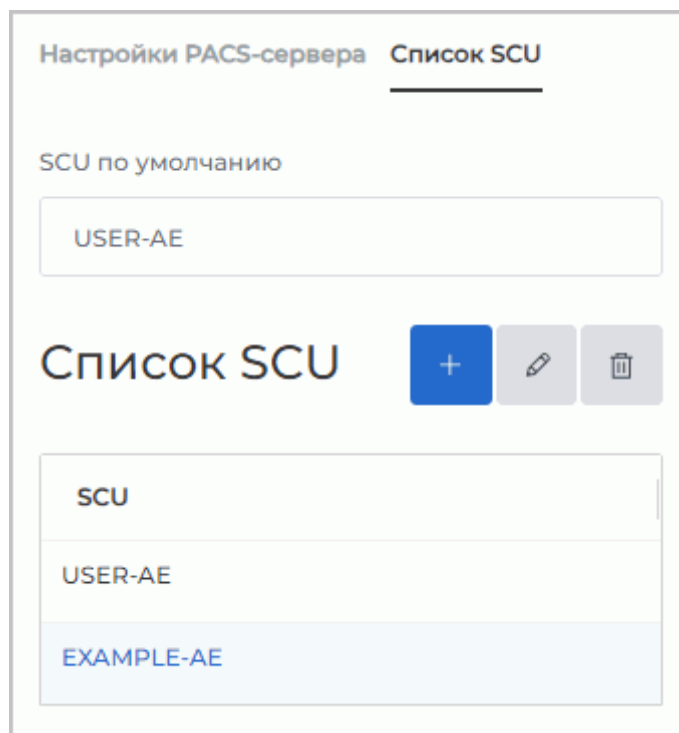 Настройки PACS-сервера Список SCU
SCU по умолчанию
USER-AE
Список SCU
SCU
USER-AE
EXAMPLE-AE